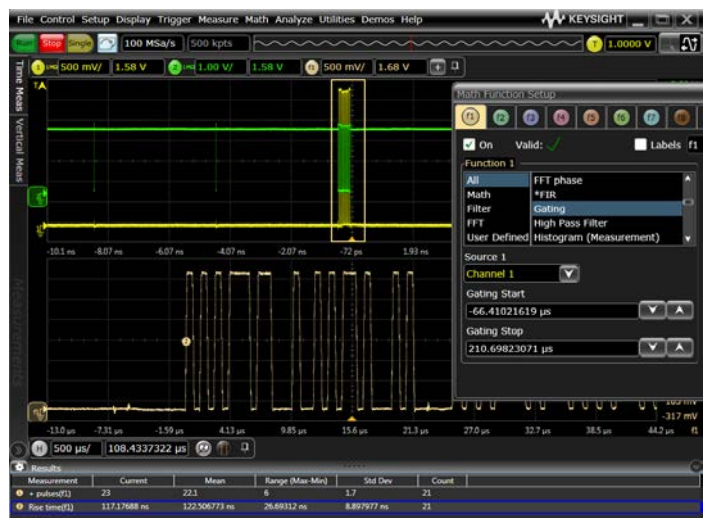 File Control Setup Display Trigger Measure Math Analyze Utilities Demos Help
KEYSIGHT
Run Stop Single 100 MSa/s 500 kpts T 1.0000 V
1 500 mV/ 1.58 V 2 1.00 V/ 1.58 V f1 500 mV/ 1.68 V
Time Meas
Vertical Meas
Measurements
Math Function Setup
f1 f2 f3 f4 f5 f6 f7 f8
On Valid: Labels f1
Function 1
All FFT phase
Math *FIR
Filter Gating
FFT High Pass Filter
User Defined Histogram (Measurement)
Source 1
Channel 1
Gating Start
-66.41021619 µs
Gating Stop
210.69823071 µs
-10.1 ms -8.07 ms -6.07 ms -4.07 ms -2.07 ms -72 ps 1.93 ms
-317 mV
-13.0 µs -7.31 µs -1.59 µs 4.13 µs 9.85 µs 15.6 µs 21.3 µs 27.0 µs 32.7 µs 38.5 µs 44.2 µs f1
H 500 µs/ 108.4337322 µs
Results
Measurement Current Mean Range (Max-Min) Std Dev Count
+ pulses(f1) 23 22.1 6 1.7 21
Rise time(f1) 117.17688 ns 122.506773 ns 26.69312 ns 8.897977 ns 21